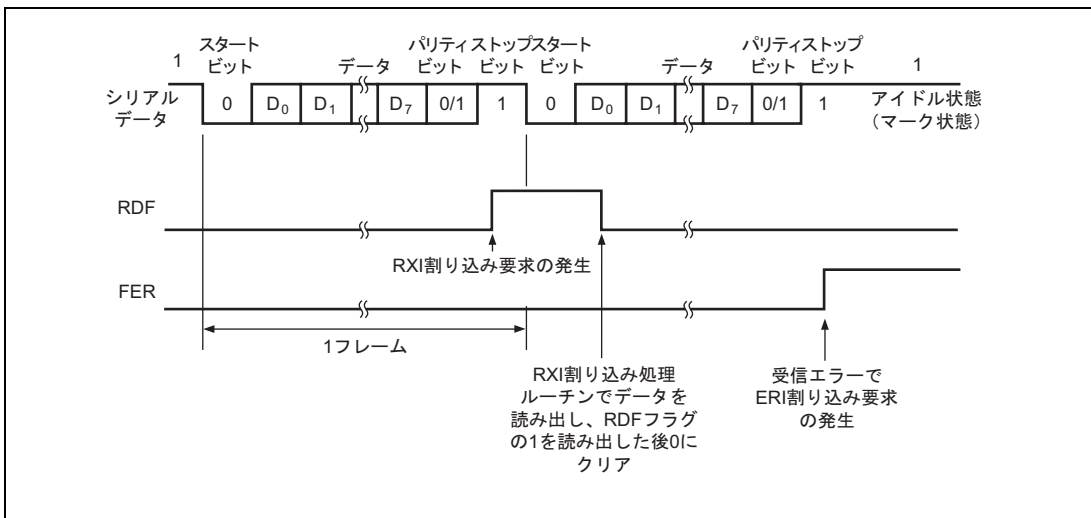 スタート パリティストップスタート パリティストップ
1 ビット データ ビット ビット ビット データ ビット ビット 1
シリアル データ 0 D0 D1 D7 0/1 1 0 D0 D1 D7 0/1 1 アイドル状態
（マーク状態）
RDF
RXI割り込み要求の発生
FER
1フレーム
RXI割り込み処理
ルーチンでデータを
読み出し、RDFフラグ
の1を読み出した後0に
クリア
受信エラーで
ERI割り込み要求
の発生